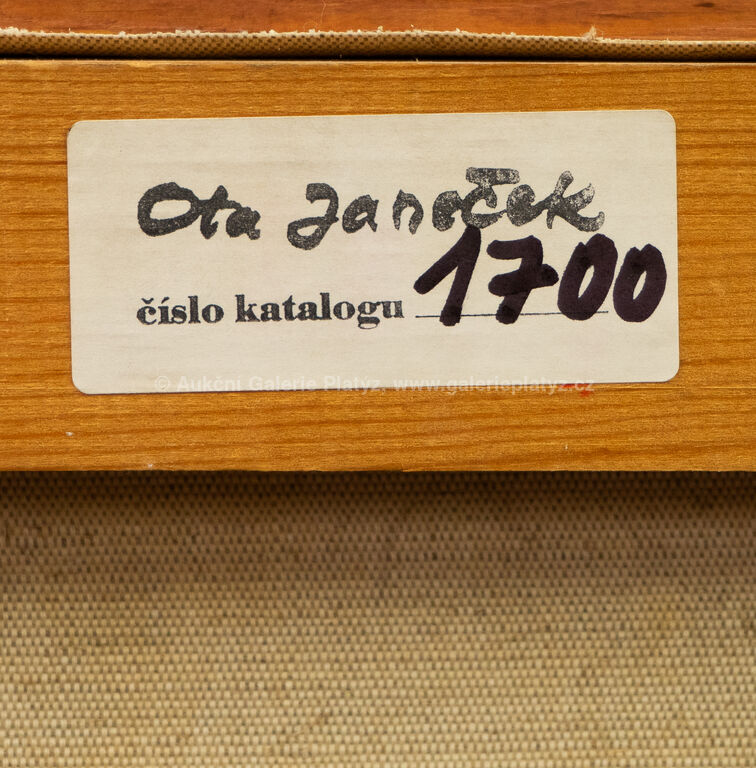 Ota Janeček
číslo katalogu 1700
© Aukční Galerie Platýz, www.galerieplatyz.cz